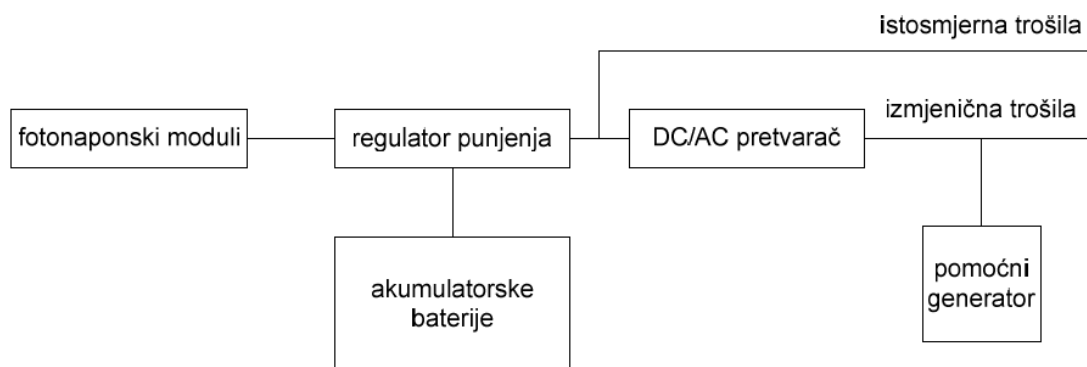 istosmjerna trošila
fotonaponski moduli
regulator punjenja
DC/AC pretvarač
izmjenična trošila
akumulatorske
baterije
pomoćni
generator